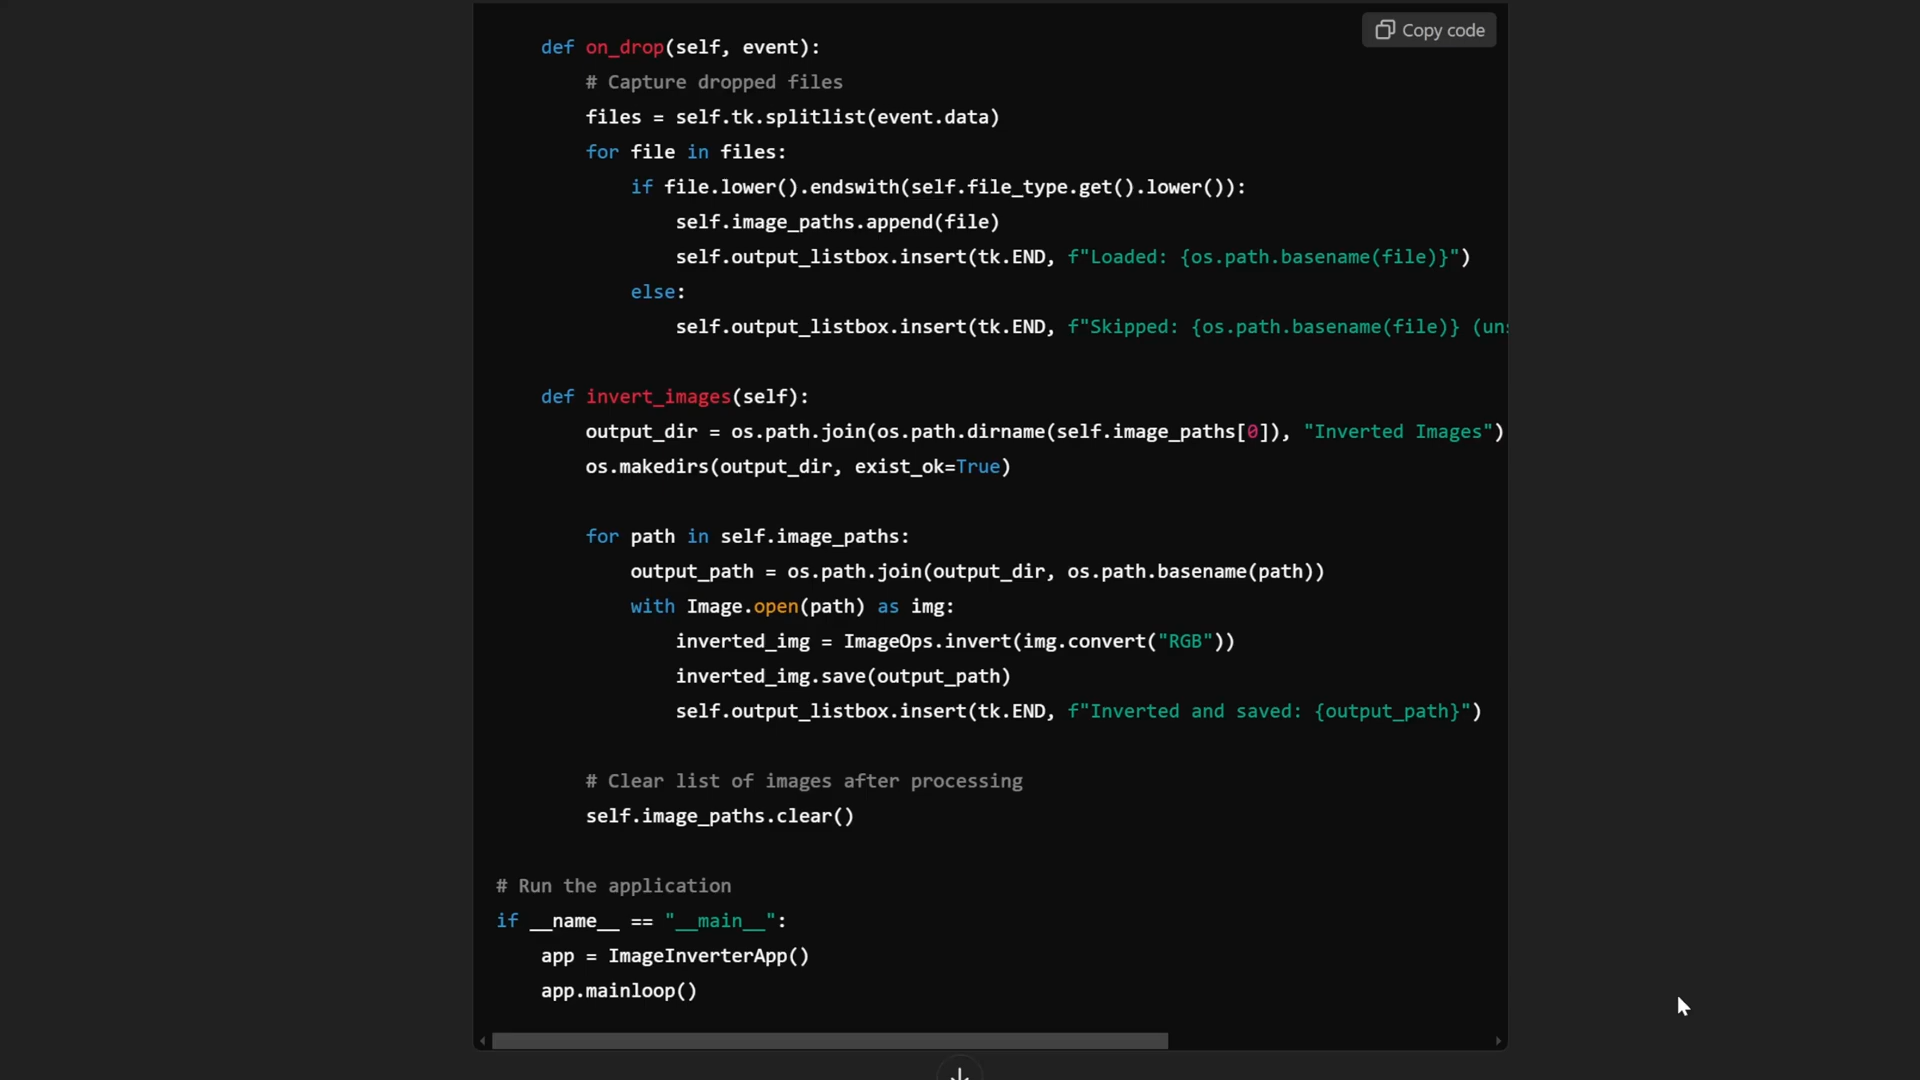 Copy code
def on_drop(self, event):
# Capture dropped files
files = self.tk.splitlist(event.data)
for file in files:
if file.lower().endswith(self.file_type.get().lower()):
self.image_paths.append(file)
self.output_listbox.insert(tk.END, f"Loaded: {os.path.basename(file)}")
else:
self.output_listbox.insert(tk.END, f"Skipped: {os.path.basename(file)} (uns
def invert_images(self):
output_dir = os.path.join(os.path.dirname(self.image_paths[0]), "Inverted Images")
os.makedirs(output_dir, exist_ok=True)
for path in self.image_paths:
output_path = os.path.join(output_dir, os.path.basename(path))
with Image.open(path) as img:
inverted_img = ImageOps.invert(img.convert("RGB"))
inverted_img.save(output_path)
self.output_listbox.insert(tk.END, f"Inverted and saved: {output_path}")
# Clear list of images after processing
self.image_paths.clear()
# Run the application
if __name__ == "__main__":
app = ImageInverterApp()
app.mainloop()